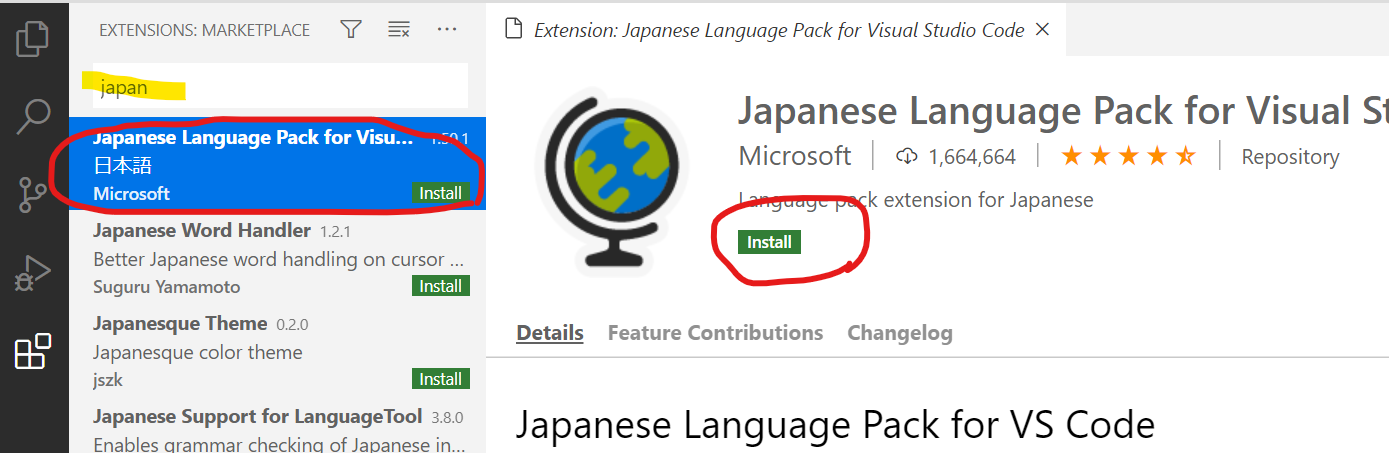 EXTENSIONS: MARKETPLACE
japan
Japanese Language Pack for Visu... 1.50.1
日本語
Microsoft Install
Japanese Word Handler 1.2.1
Better Japanese word handling on cursor ...
Suguru Yamamoto Install
Japanesque Theme 0.2.0
Japanesque color theme
jszk Install
Japanese Support for LanguageTool 3.8.0
Enables grammar checking of Japanese in...
Extension: Japanese Language Pack for Visual Studio Code
Japanese Language Pack for Visual St
Microsoft 1,664,664 Repository
Language pack extension for Japanese
Install
Details Feature Contributions Changelog
Japanese Language Pack for VS Code